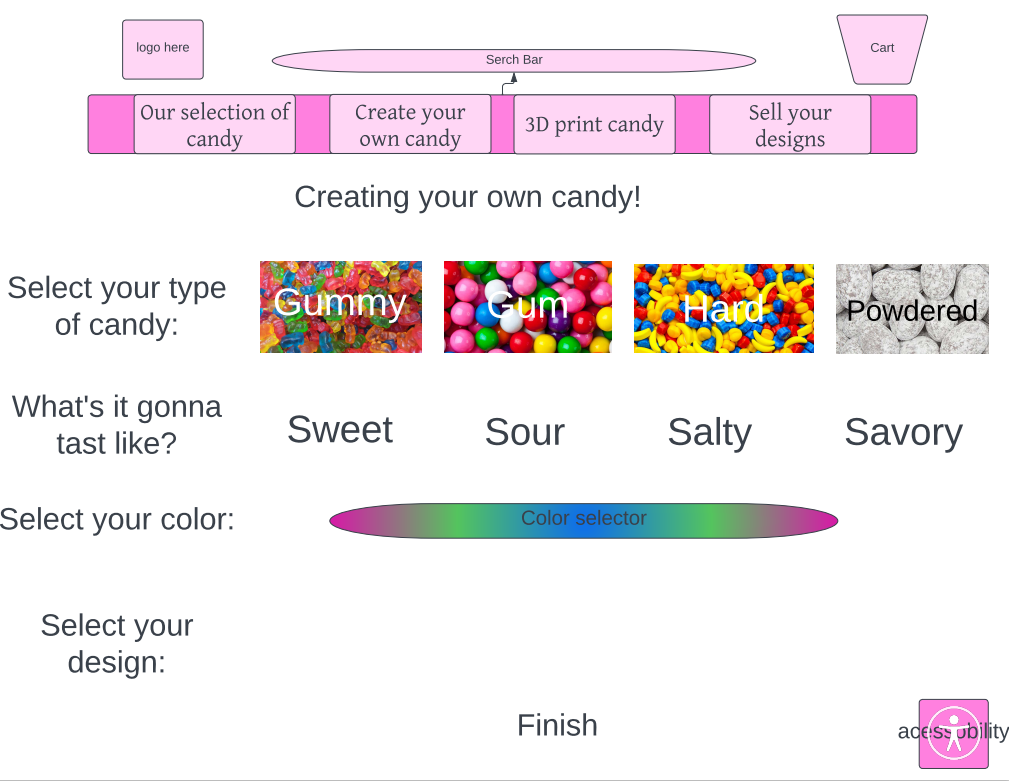 logo here
Serch Bar
Cart
Our selection of
candy
Create your
own candy
3D print candy
Sell your
designs
Creating your own candy!
Select your type
of candy:
Gummy
Gum
Hard
Powdered
What's it gonna
tast like?
Sweet
Sour
Salty
Savory
Select your color:
Color selector
Select your
design:
Finish
acessobility